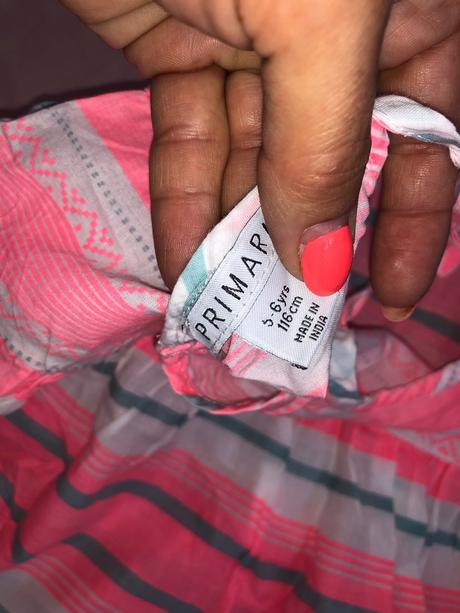 PRIMAR
5-6yrs
116cm
MADE IN
INDIA